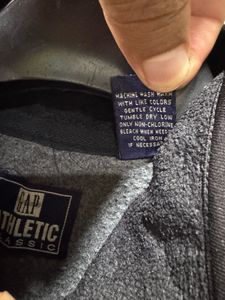 MACHINE WASH WARM
WITH LIKE COLORS
GENTLE CYCLE
TUMBLE DRY LOW
ONLY NON-CHLORINE
BLEACH WHEN NEEDED
COOL IRON
IF NECESSARY
GAP
ATHLETIC
CLASSIC